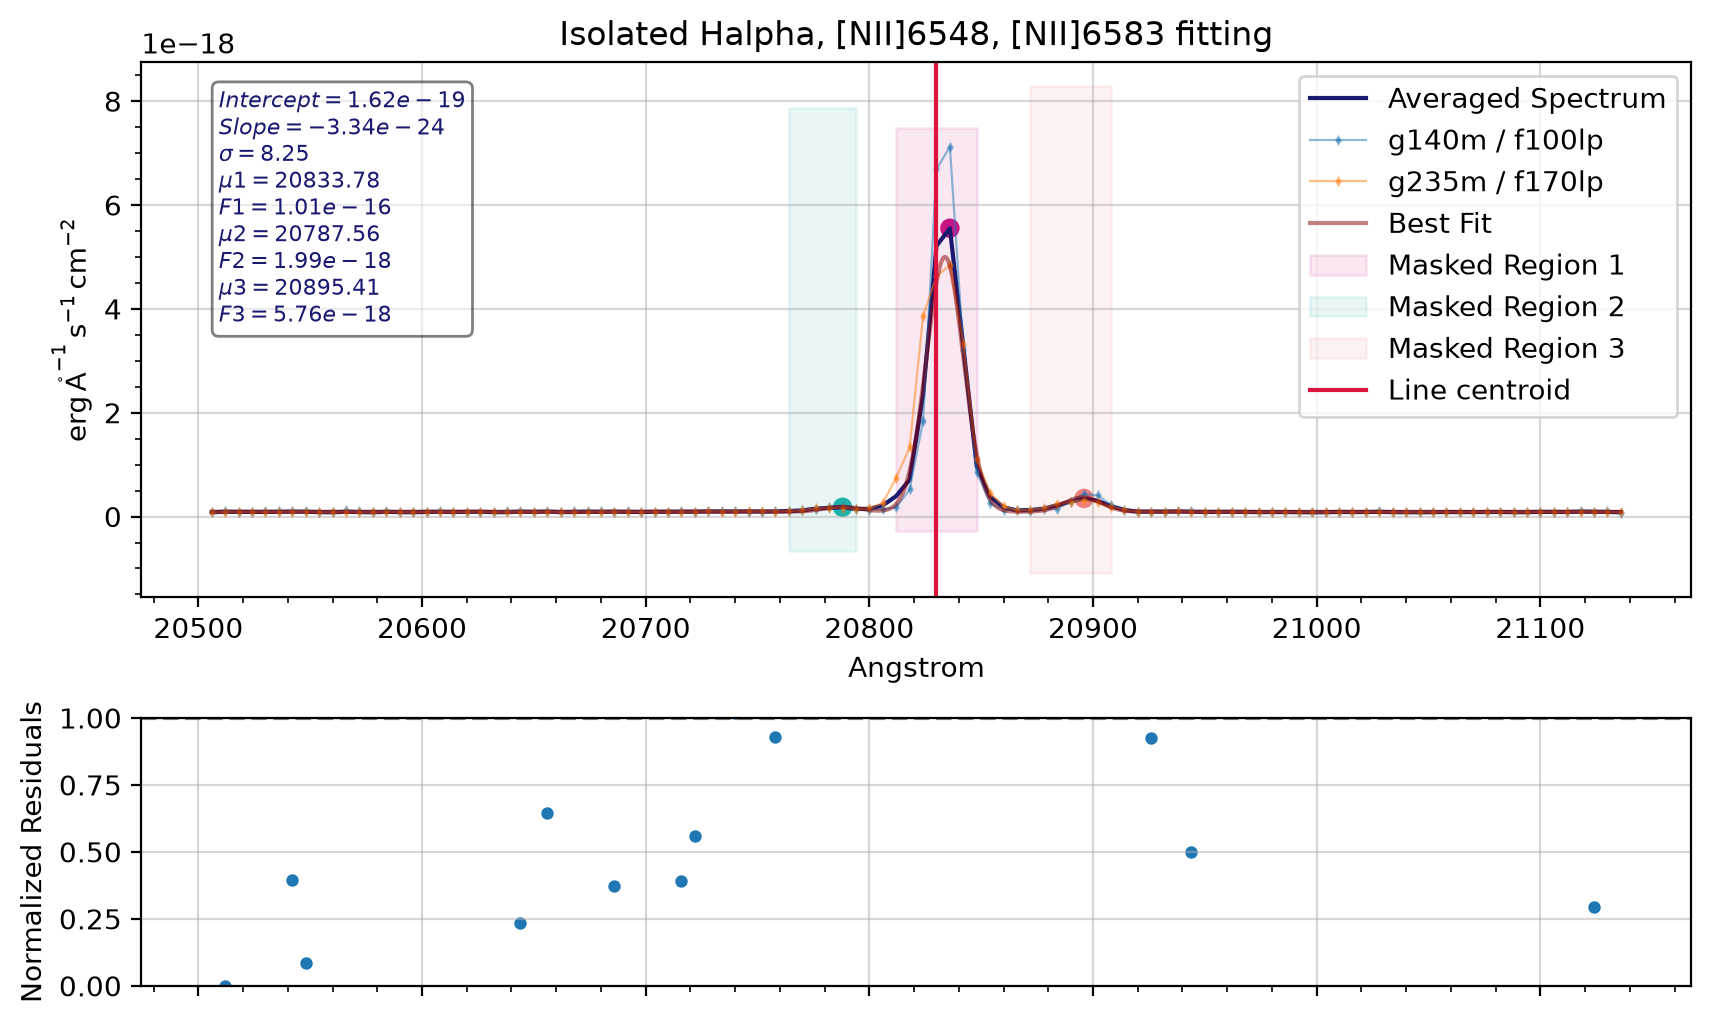 Isolated Halpha, [NII]6548, [NII]6583 fitting
1e−18
8
6
4
2
0
erg Å⁻¹ s⁻¹ cm⁻²
Intercept = 1.62e − 19
Slope = −3.34e − 24
σ = 8.25
μ1 = 20833.78
F1 = 1.01e − 16
μ2 = 20787.56
F2 = 1.99e − 18
μ3 = 20895.41
F3 = 5.76e − 18
Averaged Spectrum
g140m / f100lp
g235m / f170lp
Best Fit
Masked Region 1
Masked Region 2
Masked Region 3
Line centroid
20500 20600 20700 20800 20900 21000 21100
Angstrom
Normalized Residuals
1.00
0.75
0.50
0.25
0.00